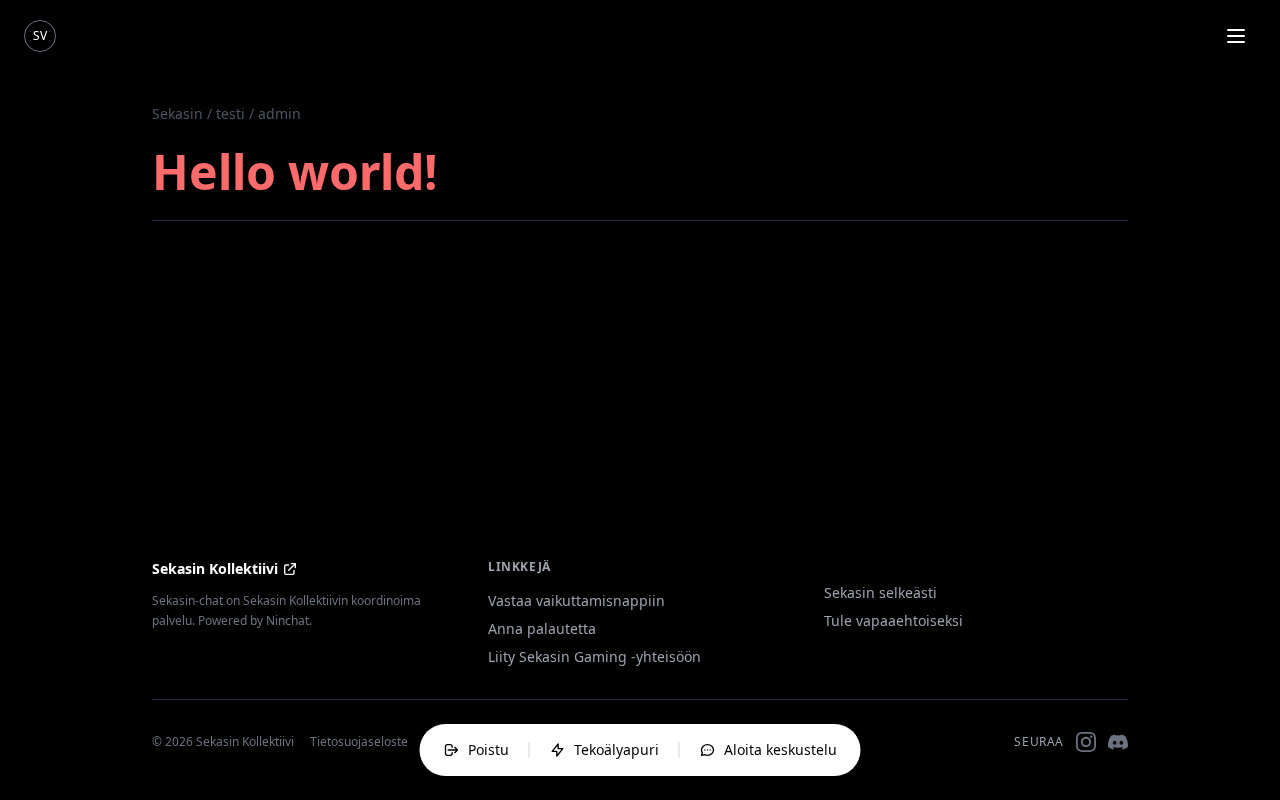 SV
Sekasin / testi / admin
Hello world!
Sekasin Kollektiivi
Sekasin-chat on Sekasin Kollektiivin koordinoima
palvelu. Powered by Ninchat.
LINKKEJÄ
Vastaa vaikuttamisnappiin
Anna palautetta
Liity Sekasin Gaming -yhteisöön
Sekasin selkeästi
Tule vapaaehtoiseksi
© 2026 Sekasin Kollektiivi Tietosuojaseloste
SEURAA
Poistu
Tekoälyapuri
Aloita keskustelu